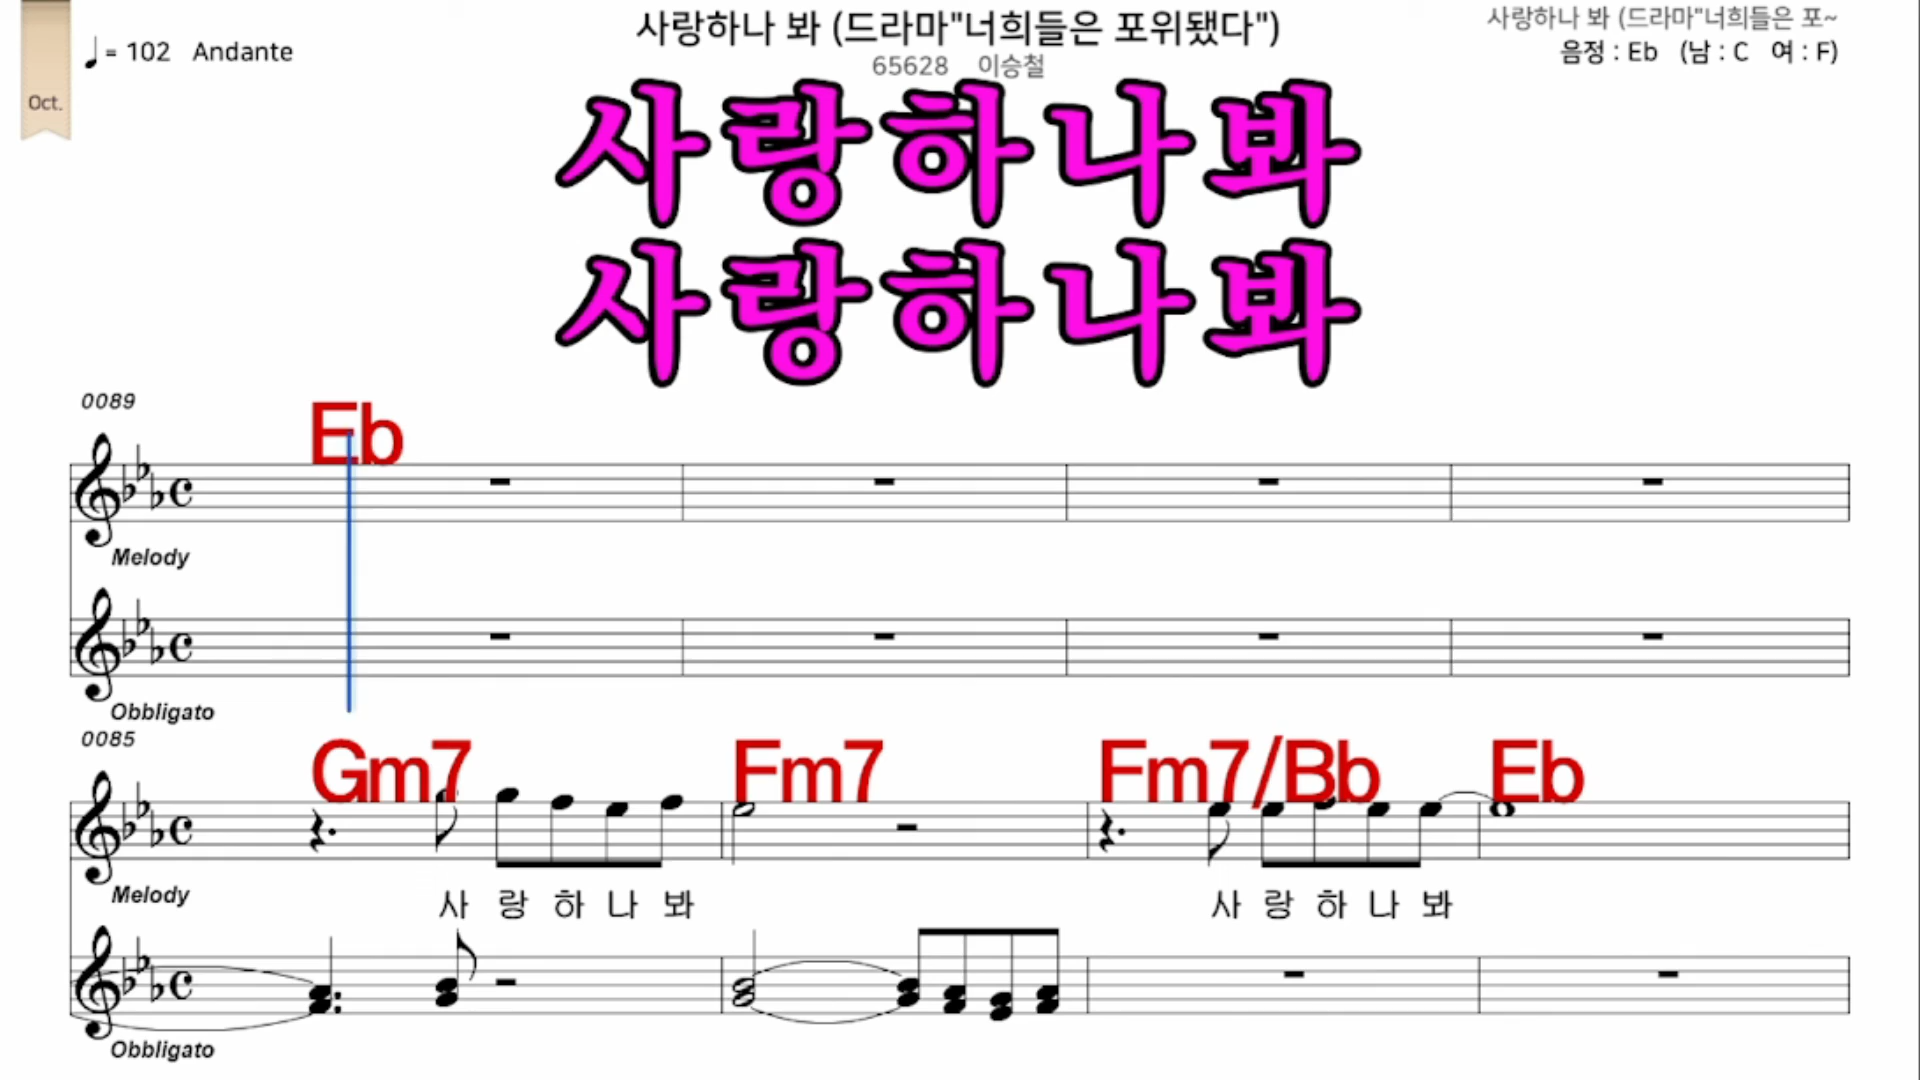 사랑하나 봐 (드라마"너희들은 포위됐다")
사랑하나 봐 (드라마"너희들은 포~
♩= 102 Andante
65628 이승철
음정 : Eb (남 : C 여 : F)
Oct.
사랑하나봐
사랑하나봐
0089
Eb
Melody
Obbligato
0085
Gm7 Fm7 Fm7/Bb Eb
Melody
사 랑 하 나 봐 사 랑 하 나 봐
Obbligato